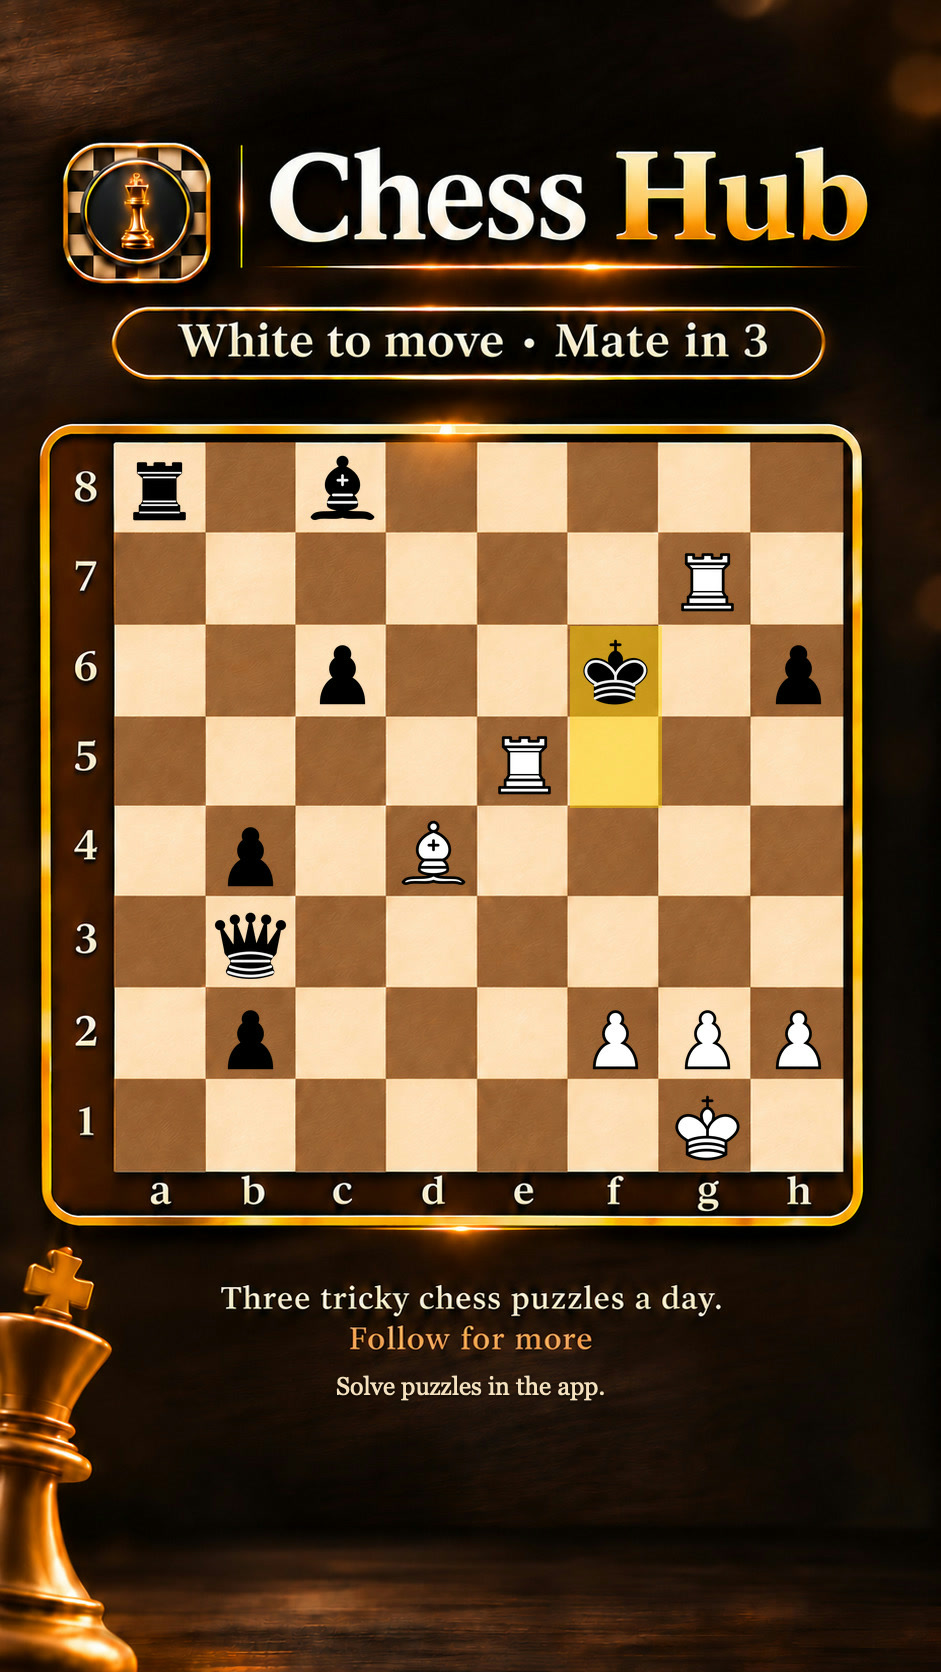 Chess Hub
White to move • Mate in 3
8
7
6
5
4
3
2
1
a b c d e f g h
Three tricky chess puzzles a day.
Follow for more
Solve puzzles in the app.